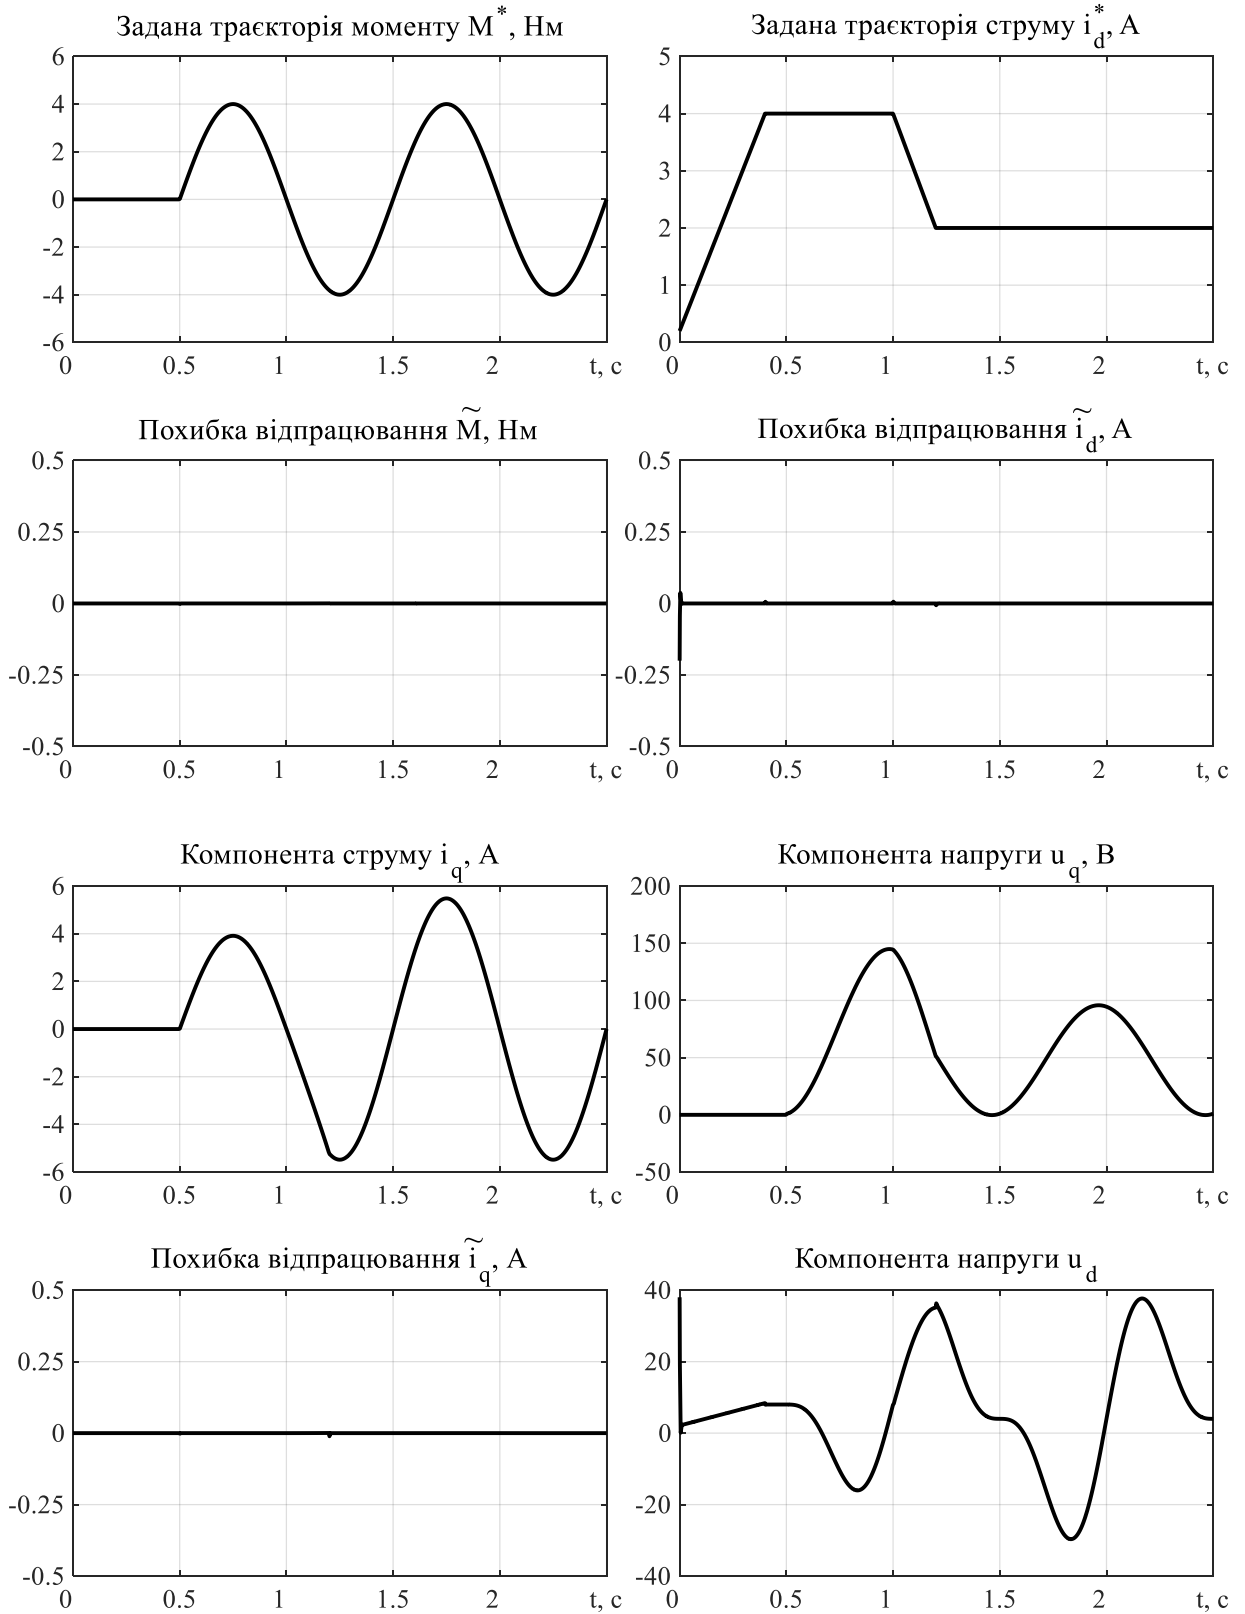 Задана траєкторія моменту M*, Нм
6
4
2
0
-2
-4
-6
0 0.5 1 1.5 2 t, c
Задана траєкторія струму i*d, А
5
4
3
2
1
0
0 0.5 1 1.5 2 t, c
Похибка відпрацювання M̃, Нм
0.5
0.25
0
-0.25
-0.5
0 0.5 1 1.5 2 t, c
Похибка відпрацювання ĩd, А
0.5
0.25
0
-0.25
-0.5
0 0.5 1 1.5 2 t, c
Компонента струму iq, А
6
4
2
0
-2
-4
-6
0 0.5 1 1.5 2 t, c
Компонента напруги uq, В
200
150
100
50
0
-50
0 0.5 1 1.5 2 t, c
Похибка відпрацювання ĩq, А
0.5
0.25
0
-0.25
-0.5
0 0.5 1 1.5 2 t, c
Компонента напруги ud
40
20
0
-20
-40
0 0.5 1 1.5 2 t, c